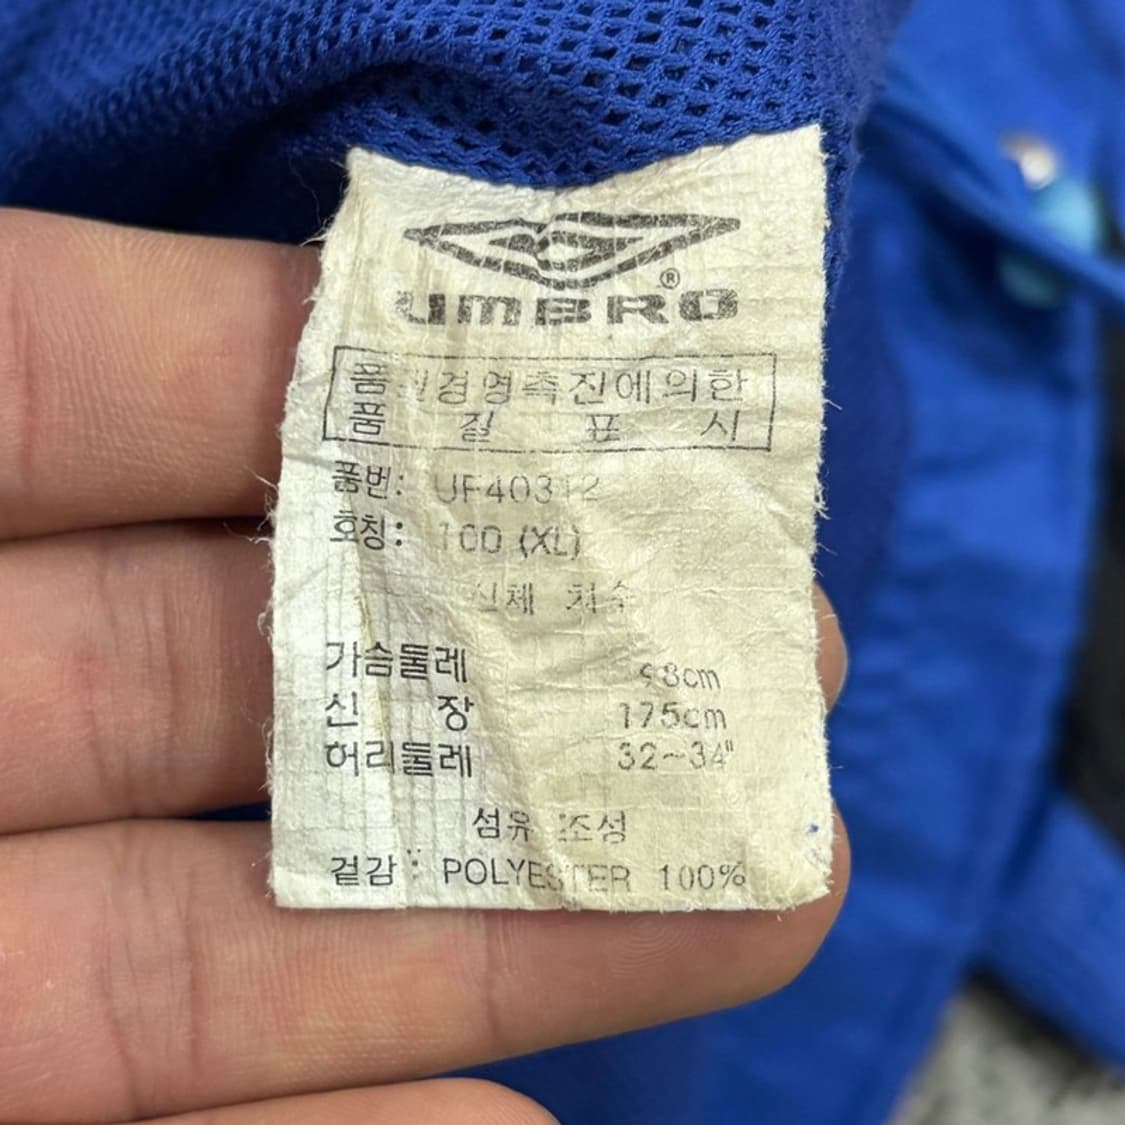 UMBRO®
경영촉진에의한
품 질 표 시
품번: UF40312
호칭: 100 (XL)
신체 치수
가슴둘레 98cm
신 장 175cm
허리둘레 32~34"
섬유 조성
겉감: POLYESTER 100%